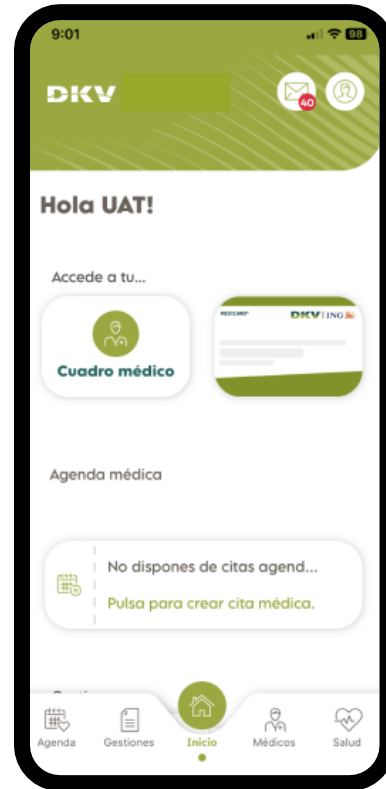 9:01
98
DKV
40
Hola UAT!
Accede a tu...
Cuadro médico
MEDICARD®
DKV ING
Agenda médica
No dispones de citas agend...
Pulsa para crear cita médica.
Agenda Gestiones Inicio Médicos Salud